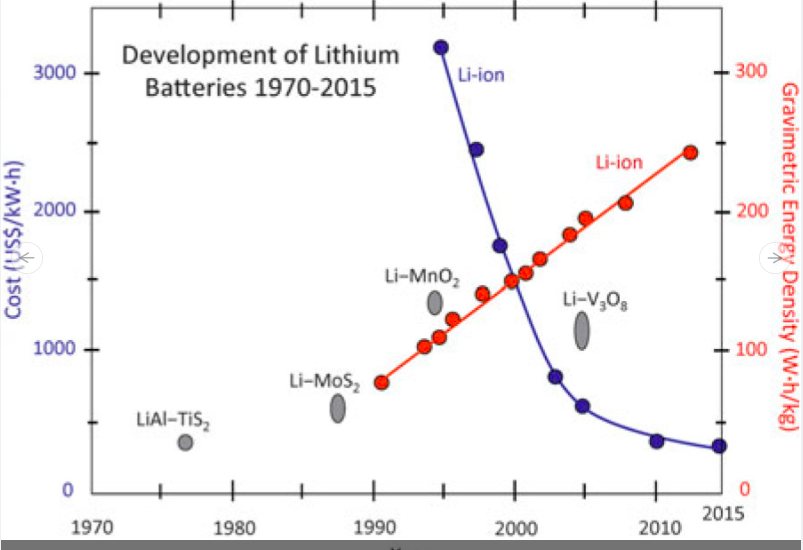 Development of Lithium
Batteries 1970-2015
Cost (US$/kW·h)
3000
2000
1000
0
Gravimetric Energy Density (W·h/kg)
300
200
100
0
Li-ion
Li-ion
Li–MnO₂
Li–V₃O₈
Li–MoS₂
LiAl–TiS₂
1970
1980
1990
2000
2010
2015